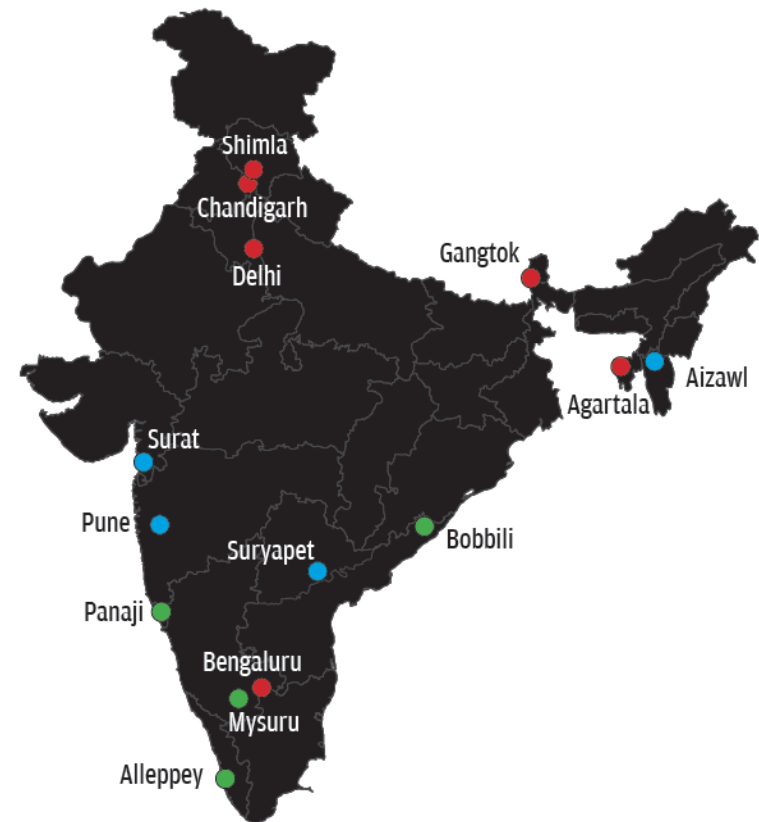 Shimla
Chandigarh
Delhi
Gangtok
Agartala
Aizawl
Surat
Pune
Suryapet
Bobbili
Panaji
Bengaluru
Mysuru
Alleppey